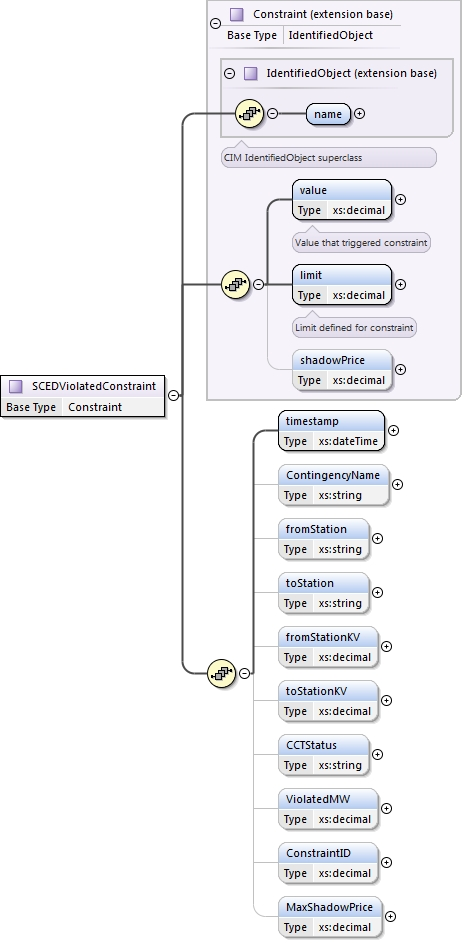 Constraint (extension base)
Base Type IdentifiedObject
IdentifiedObject (extension base)
name
CIM IdentifiedObject superclass
value
Type xs:decimal
Value that triggered constraint
limit
Type xs:decimal
Limit defined for constraint
shadowPrice
Type xs:decimal
SCEDViolatedConstraint
Base Type Constraint
timestamp
Type xs:dateTime
ContingencyName
Type xs:string
fromStation
Type xs:string
toStation
Type xs:string
fromStationKV
Type xs:decimal
toStationKV
Type xs:decimal
CCTStatus
Type xs:string
ViolatedMW
Type xs:decimal
ConstraintID
Type xs:decimal
MaxShadowPrice
Type xs:decimal